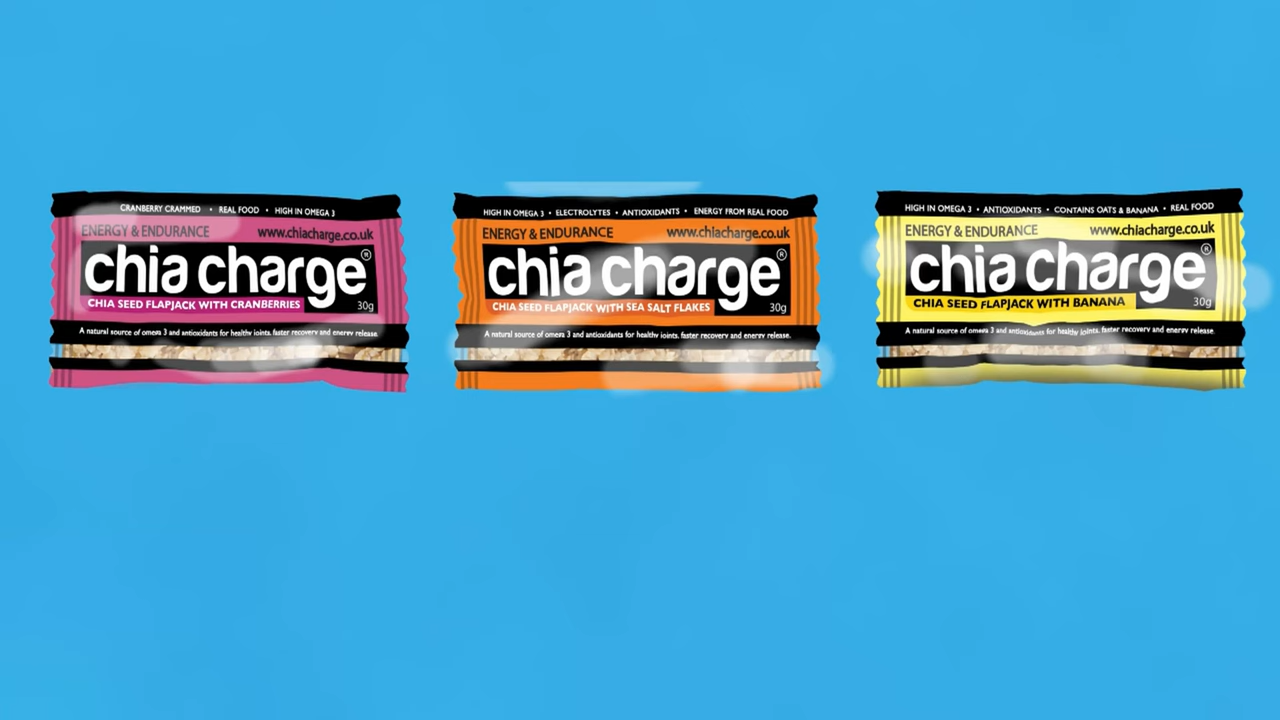 CRANBERRY CRAMMED • REAL FOOD • HIGH IN OMEGA 3
ENERGY & ENDURANCE www.chiacharge.co.uk
chia charge®
CHIA SEED FLAPJACK WITH CRANBERRIES 30g
A natural source of omega 3 and antioxidants for healthy joints, faster recovery and energy release.
HIGH IN OMEGA 3 • ELECTROLYTES • ANTIOXIDANTS • ENERGY FROM REAL FOOD
ENERGY & ENDURANCE www.chiacharge.co.uk
chia charge®
CHIA SEED FLAPJACK WITH SEA SALT FLAKES 30g
A natural source of omega 3 and antioxidants for healthy joints, faster recovery and energy release.
HIGH IN OMEGA 3 • ANTIOXIDANTS • CONTAINS OATS & BANANA • REAL FOOD
ENERGY & ENDURANCE www.chiacharge.co.uk
chia charge®
CHIA SEED FLAPJACK WITH BANANA 30g
A natural source of omega 3 and antioxidants for healthy joints, faster recovery and energy release.